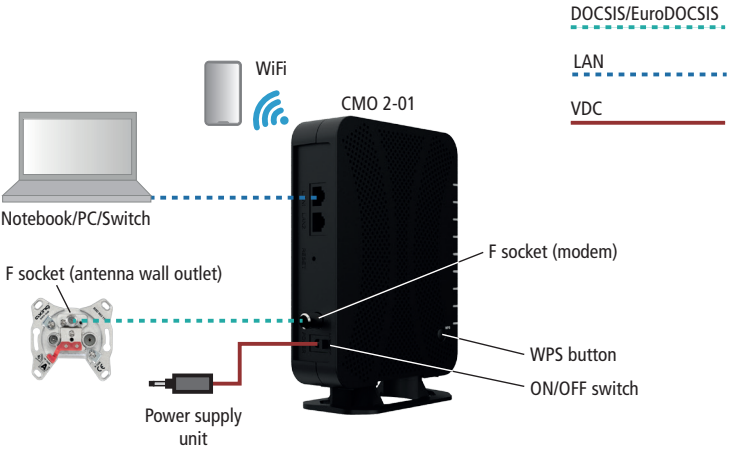 DOCSIS/EuroDOCSIS
WiFi
LAN
CMO 2-01
VDC
Notebook/PC/Switch
F socket (modem)
F socket (antenna wall outlet)
WPS button
ON/OFF switch
Power supply
unit